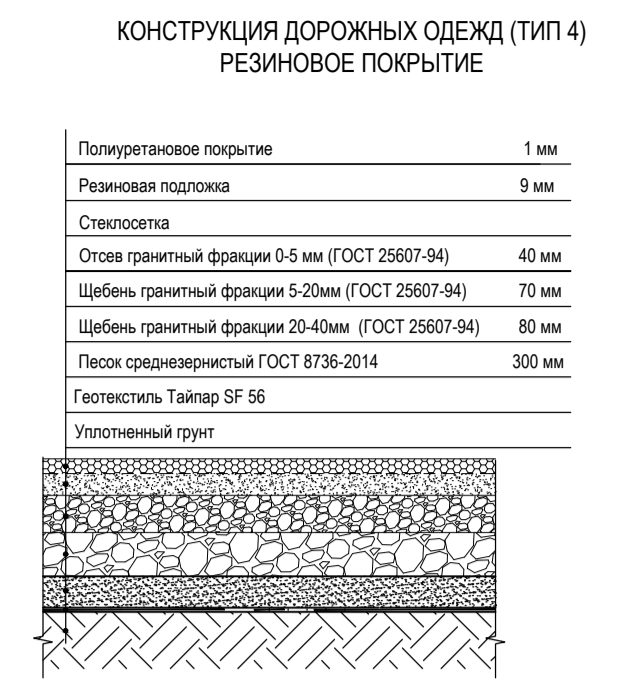 КОНСТРУКЦИЯ ДОРОЖНЫХ ОДЕЖД (ТИП 4)
РЕЗИНОВОЕ ПОКРЫТИЕ
Полиуретановое покрытие 1 мм
Резиновая подложка 9 мм
Стеклосетка
Отсев гранитный фракции 0-5 мм (ГОСТ 25607-94) 40 мм
Щебень гранитный фракции 5-20мм (ГОСТ 25607-94) 70 мм
Щебень гранитный фракции 20-40мм (ГОСТ 25607-94) 80 мм
Песок среднезернистый ГОСТ 8736-2014 300 мм
Геотекстиль Тайпар SF 56
Уплотненный грунт